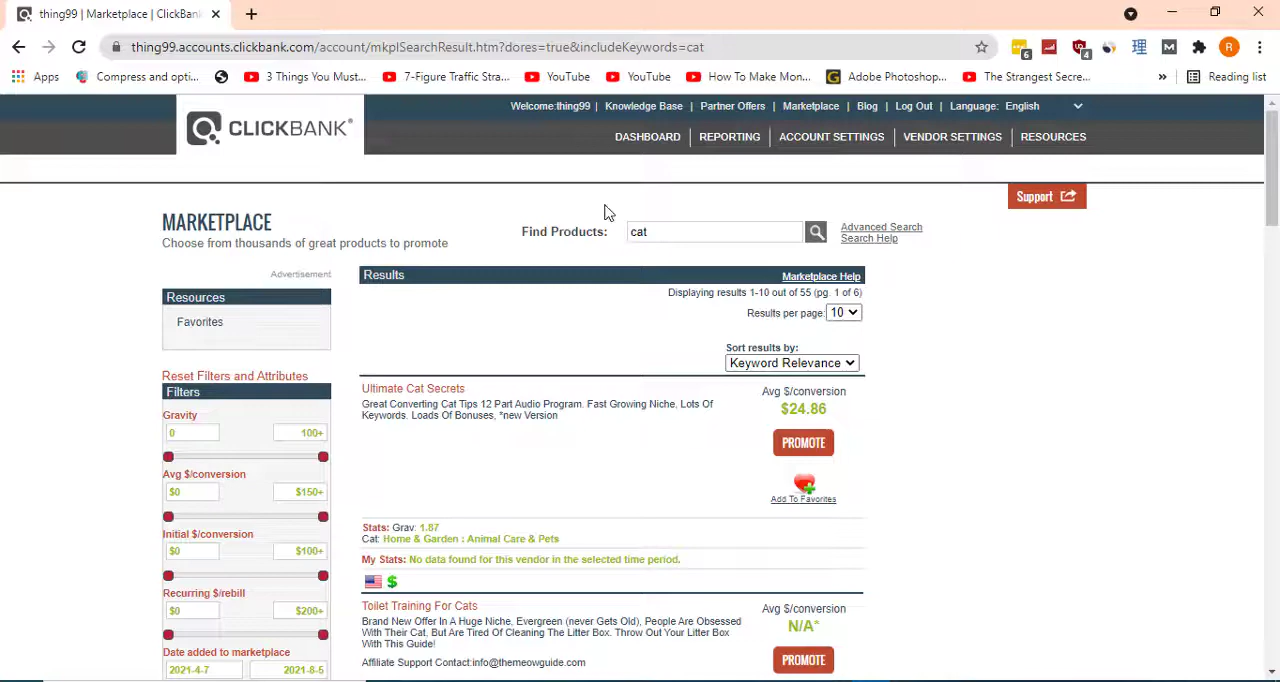 thing99 | Marketplace | ClickBank
thing99.accounts.clickbank.com/account/mkplSearchResult.htm?dores=true&includeKeywords=cat
6
4
理
M
R
Apps
Compress and opti...
3 Things You Must...
7-Figure Traffic Stra...
YouTube
YouTube
How To Make Mon...
Adobe Photoshop...
The Strangest Secre...
»
Reading list
Welcome:thing99 | Knowledge Base | Partner Offers | Marketplace | Blog | Log Out | Language: English
CLICKBANK®
DASHBOARD | REPORTING | ACCOUNT SETTINGS | VENDOR SETTINGS | RESOURCES
Support
MARKETPLACE
Choose from thousands of great products to promote
Find Products: cat
Advanced Search
Search Help
Advertisement
Resources
Favorites
Reset Filters and Attributes
Filters
Gravity
0 100+
Avg $/conversion
$0 $150+
Initial $/conversion
$0 $100+
Recurring $/rebill
$0 $200+
Date added to marketplace
2021-4-7 2021-8-5
Results Marketplace Help
Displaying results 1-10 out of 55 (pg. 1 of 6)
Results per page: 10
Sort results by:
Keyword Relevance
Ultimate Cat Secrets
Great Converting Cat Tips 12 Part Audio Program. Fast Growing Niche, Lots Of
Keywords. Loads Of Bonuses, *new Version
Avg $/conversion
$24.86
PROMOTE
Add To Favorites
Stats: Grav: 1.87
Cat: Home & Garden : Animal Care & Pets
My Stats: No data found for this vendor in the selected time period.
$
Toilet Training For Cats
Brand New Offer In A Huge Niche, Evergreen (never Gets Old), People Are Obsessed
With Their Cat, But Are Tired Of Cleaning The Litter Box. Throw Out Your Litter Box
With This Guide!
Affiliate Support Contact:info@themeowguide.com
Avg $/conversion
N/A*
PROMOTE